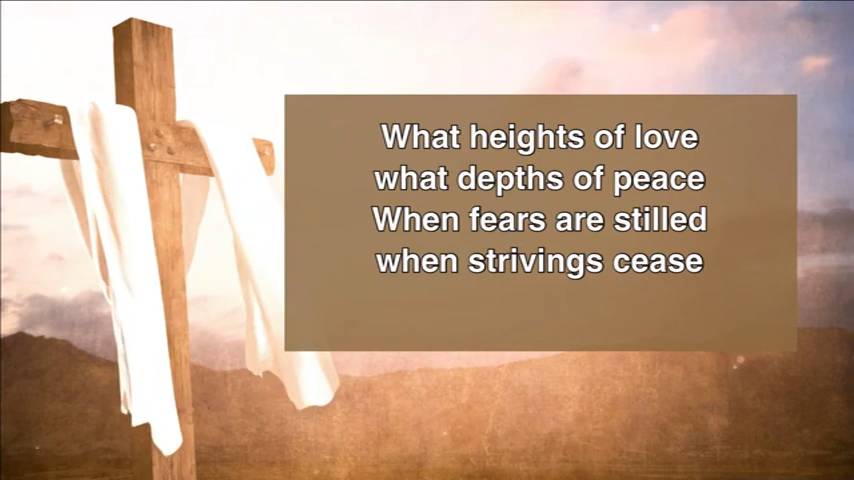 What heights of love
what depths of peace
When fears are stilled
when strivings cease